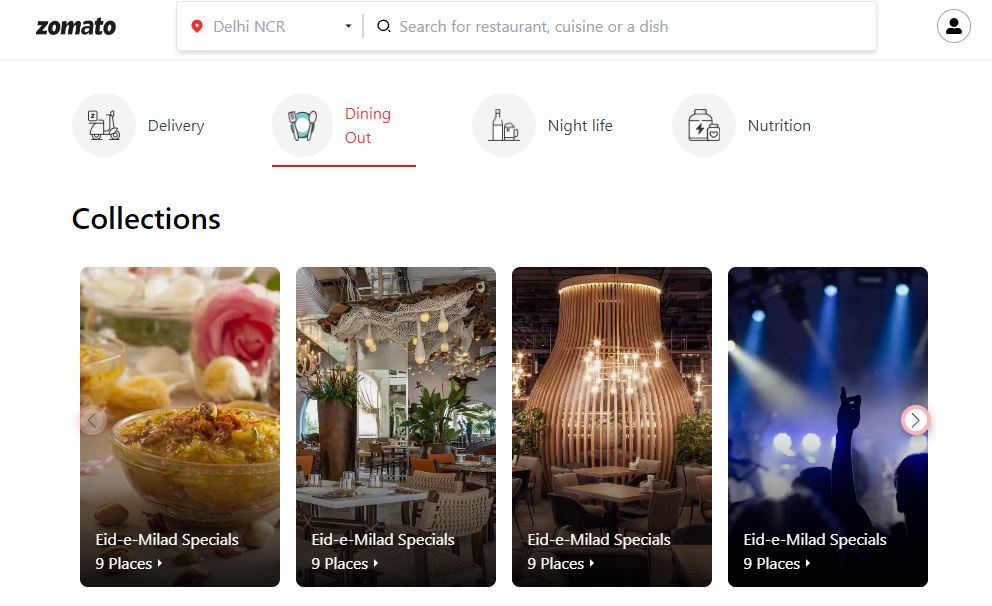 zomato
Delhi NCR
Search for restaurant, cuisine or a dish
Delivery
Dining
Out
Night life
Nutrition
Collections
Eid-e-Milad Specials
9 Places
Eid-e-Milad Specials
9 Places
Eid-e-Milad Specials
9 Places
Eid-e-Milad Specials
9 Places